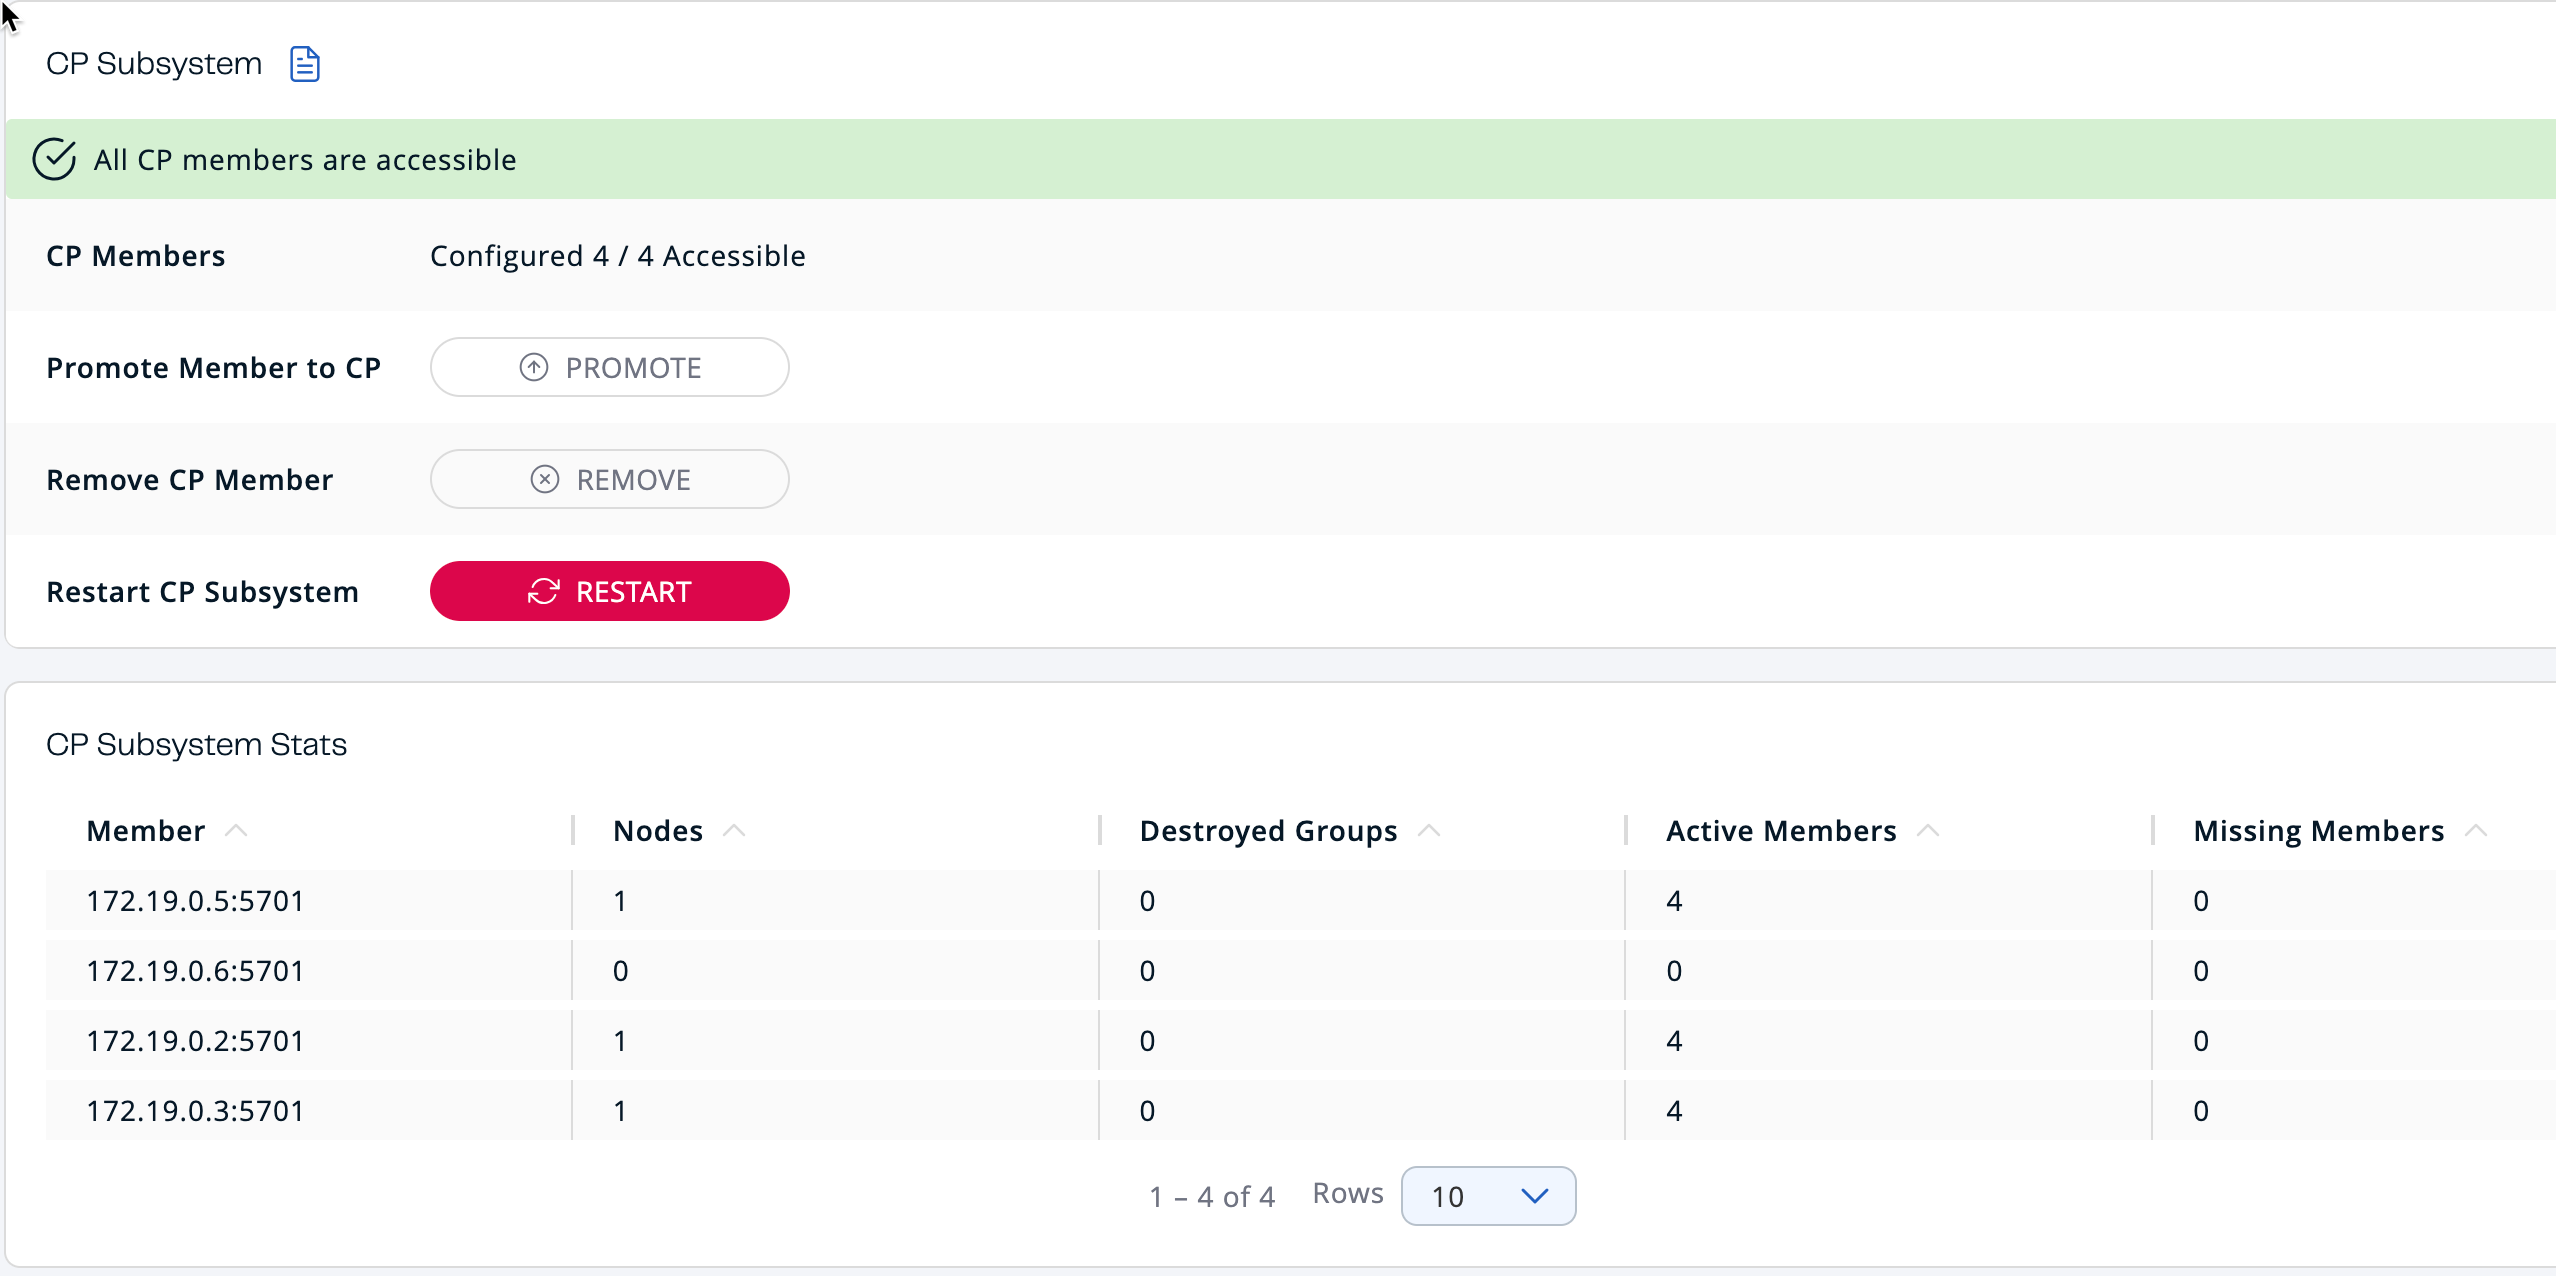 CP Subsystem
All CP members are accessible
CP Members Configured 4 / 4 Accessible
Promote Member to CP PROMOTE
Remove CP Member REMOVE
Restart CP Subsystem RESTART
CP Subsystem Stats
Member Nodes Destroyed Groups Active Members Missing Members
172.19.0.5:5701 1 0 4 0
172.19.0.6:5701 0 0 0 0
172.19.0.2:5701 1 0 4 0
172.19.0.3:5701 1 0 4 0
1 – 4 of 4 Rows 10